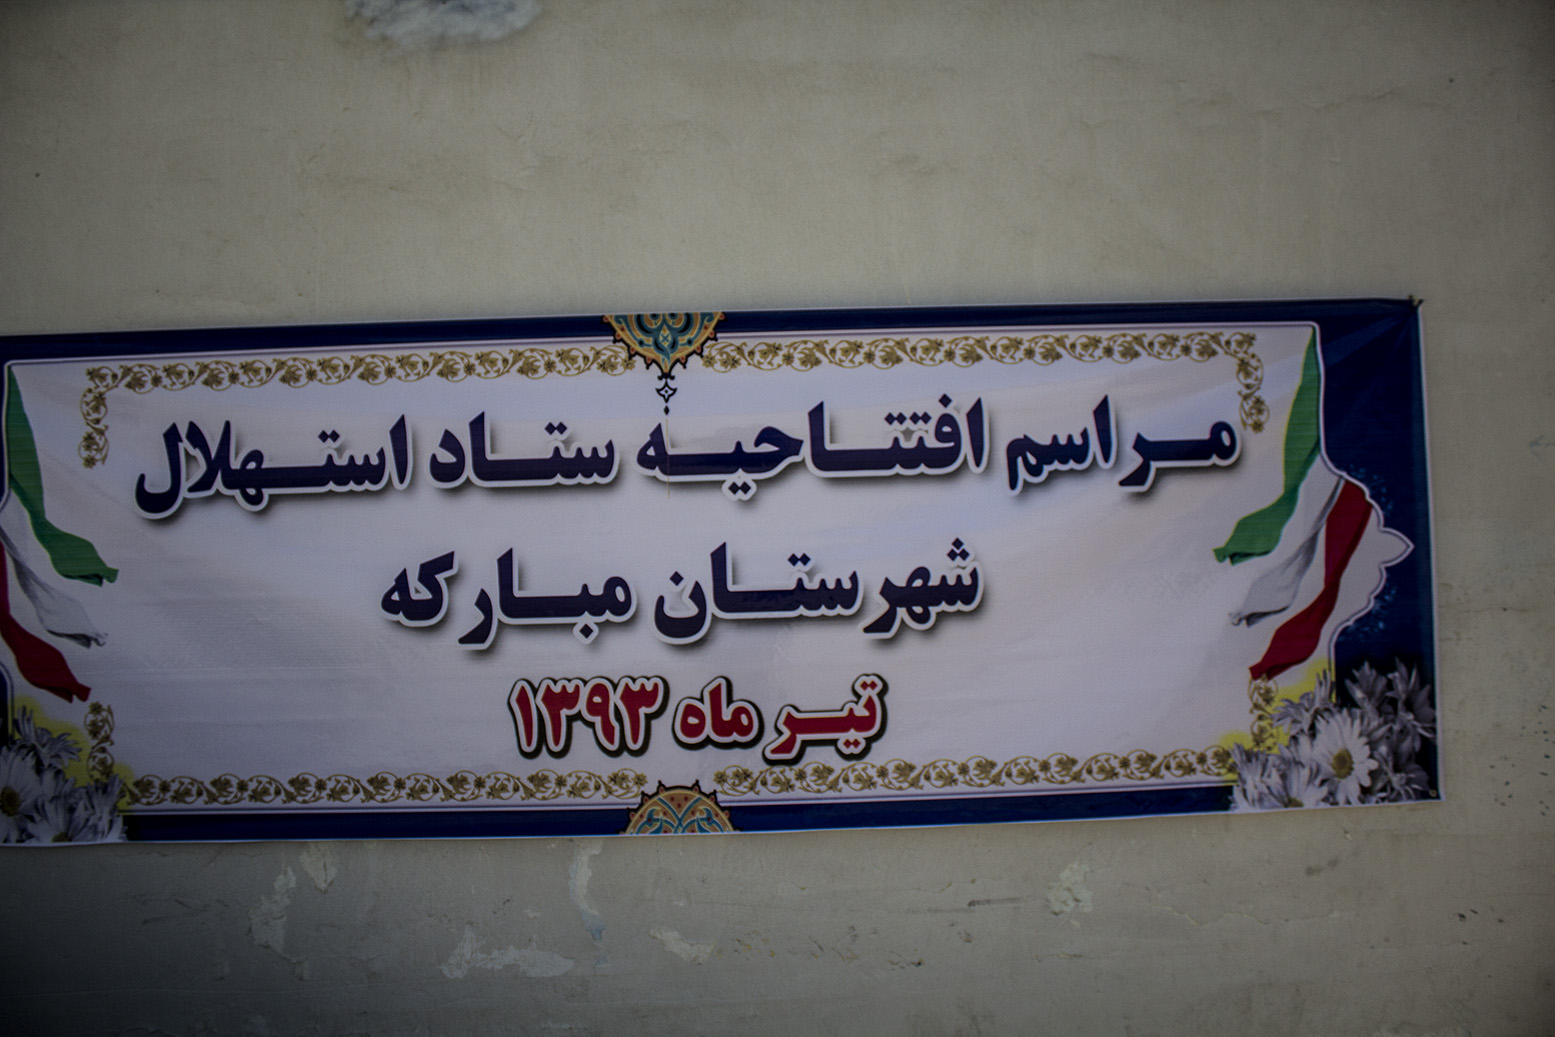 مراسم افتتاحیه ستاد استهلال
شهرستان مبارکه
تیر ماه ۱۳۹۳